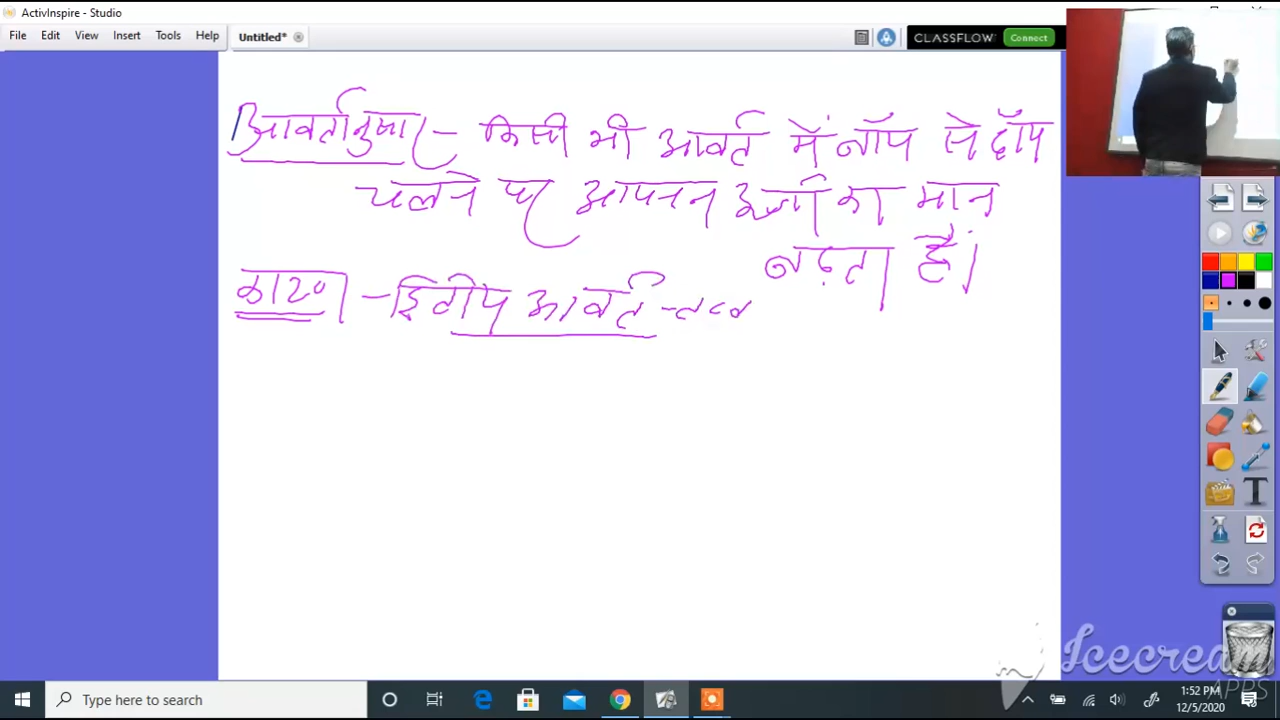 ActivInspire - Studio
File Edit View Insert Tools Help Untitled* CLASSFLOW Connect
आवर्तानुसार - किसी भी आवर्त में बॉप से दॉप
चलने पर आयनन ऊर्जा का मान
बढ़ता है।
कारण - द्वितीय आवर्त - तत्व
Icecream
APPS
Type here to search
1:52 PM
12/5/2020